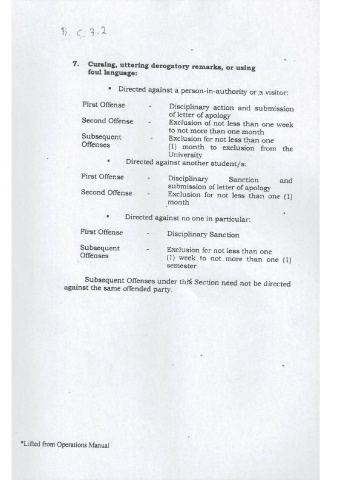 B. C. 7.2
7. Cursing, uttering derogatory remarks, or using
foul language:
• Directed against a person-in-authority or a visitor:
First Offense - Disciplinary action and submission
of letter of apology
Second Offense - Exclusion of not less than one week
to not more than one month
Subsequent - Exclusion for not less than one
Offenses (1) month to exclusion from the
University
• Directed against another student/s:
First Offense - Disciplinary Sanction and
submission of letter of apology
Second Offense - Exclusion for not less than one (1)
month
• Directed against no one in particular:
First Offense - Disciplinary Sanction
Subsequent - Exclusion for not less than one
Offenses (1) week to not more than one (1)
semester
Subsequent Offenses under this Section need not be directed
against the same offended party.
*Lifted from Operations Manual